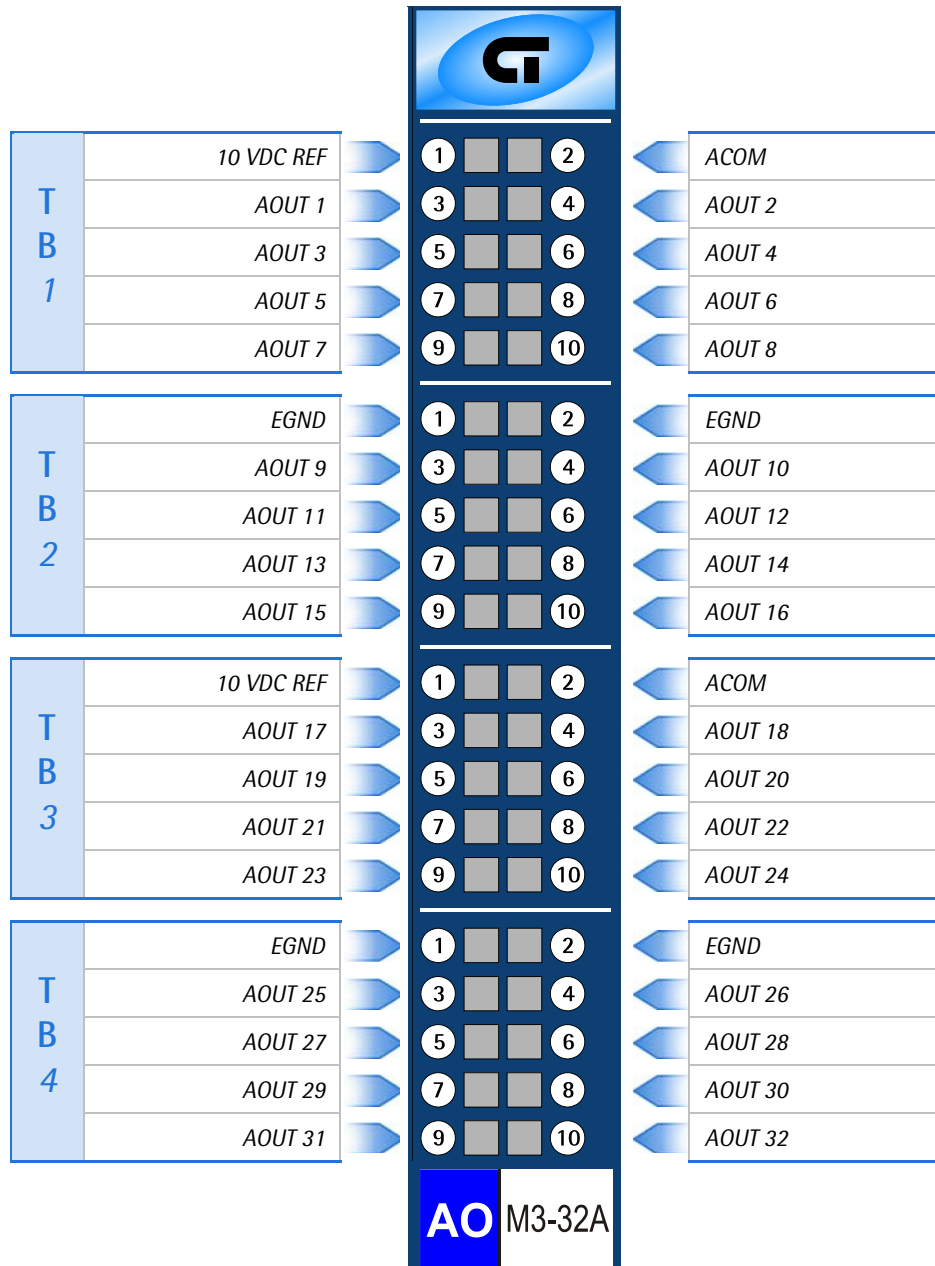 CT
TB1
10 VDC REF 1 2 ACOM
AOUT 1 3 4 AOUT 2
AOUT 3 5 6 AOUT 4
AOUT 5 7 8 AOUT 6
AOUT 7 9 10 AOUT 8
TB2
EGND 1 2 EGND
AOUT 9 3 4 AOUT 10
AOUT 11 5 6 AOUT 12
AOUT 13 7 8 AOUT 14
AOUT 15 9 10 AOUT 16
TB3
10 VDC REF 1 2 ACOM
AOUT 17 3 4 AOUT 18
AOUT 19 5 6 AOUT 20
AOUT 21 7 8 AOUT 22
AOUT 23 9 10 AOUT 24
TB4
EGND 1 2 EGND
AOUT 25 3 4 AOUT 26
AOUT 27 5 6 AOUT 28
AOUT 29 7 8 AOUT 30
AOUT 31 9 10 AOUT 32
AO M3-32A